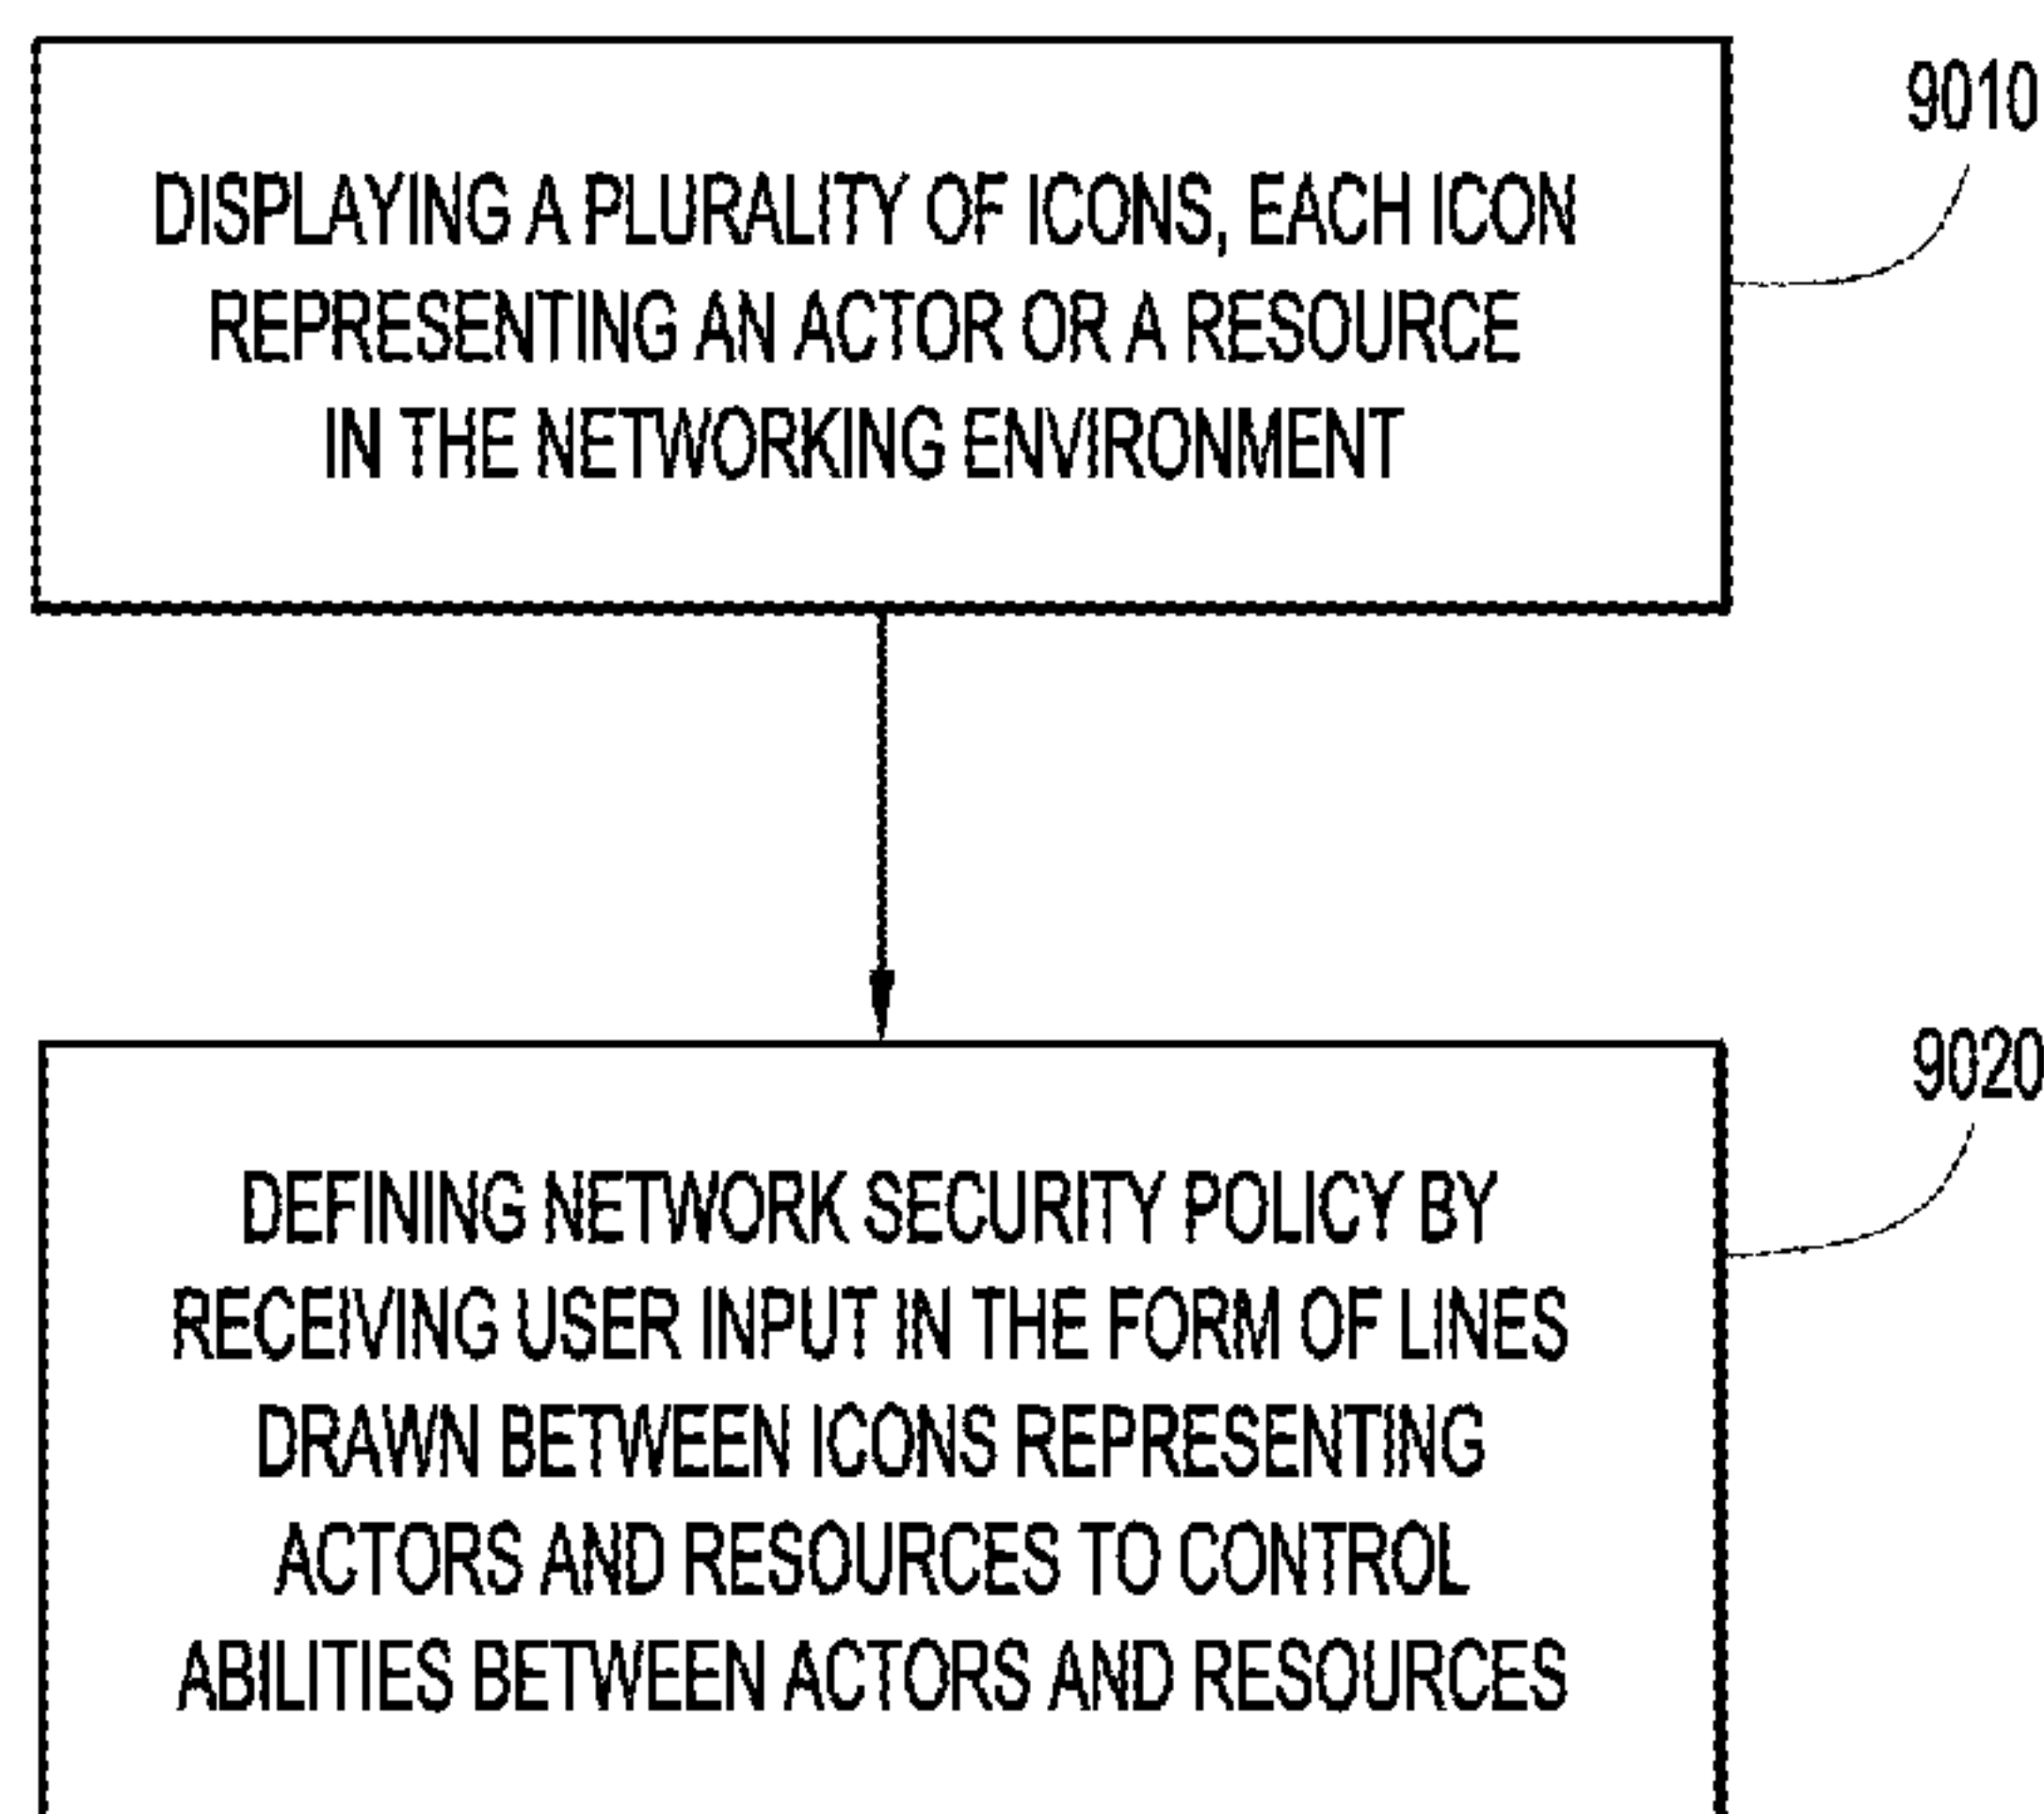 9010
DISPLAYING A PLURALITY OF ICONS, EACH ICON
REPRESENTING AN ACTOR OR A RESOURCE
IN THE NETWORKING ENVIRONMENT
9020
DEFINING NETWORK SECURITY POLICY BY
RECEIVING USER INPUT IN THE FORM OF LINES
DRAWN BETWEEN ICONS REPRESENTING
ACTORS AND RESOURCES TO CONTROL
ABILITIES BETWEEN ACTORS AND RESOURCES